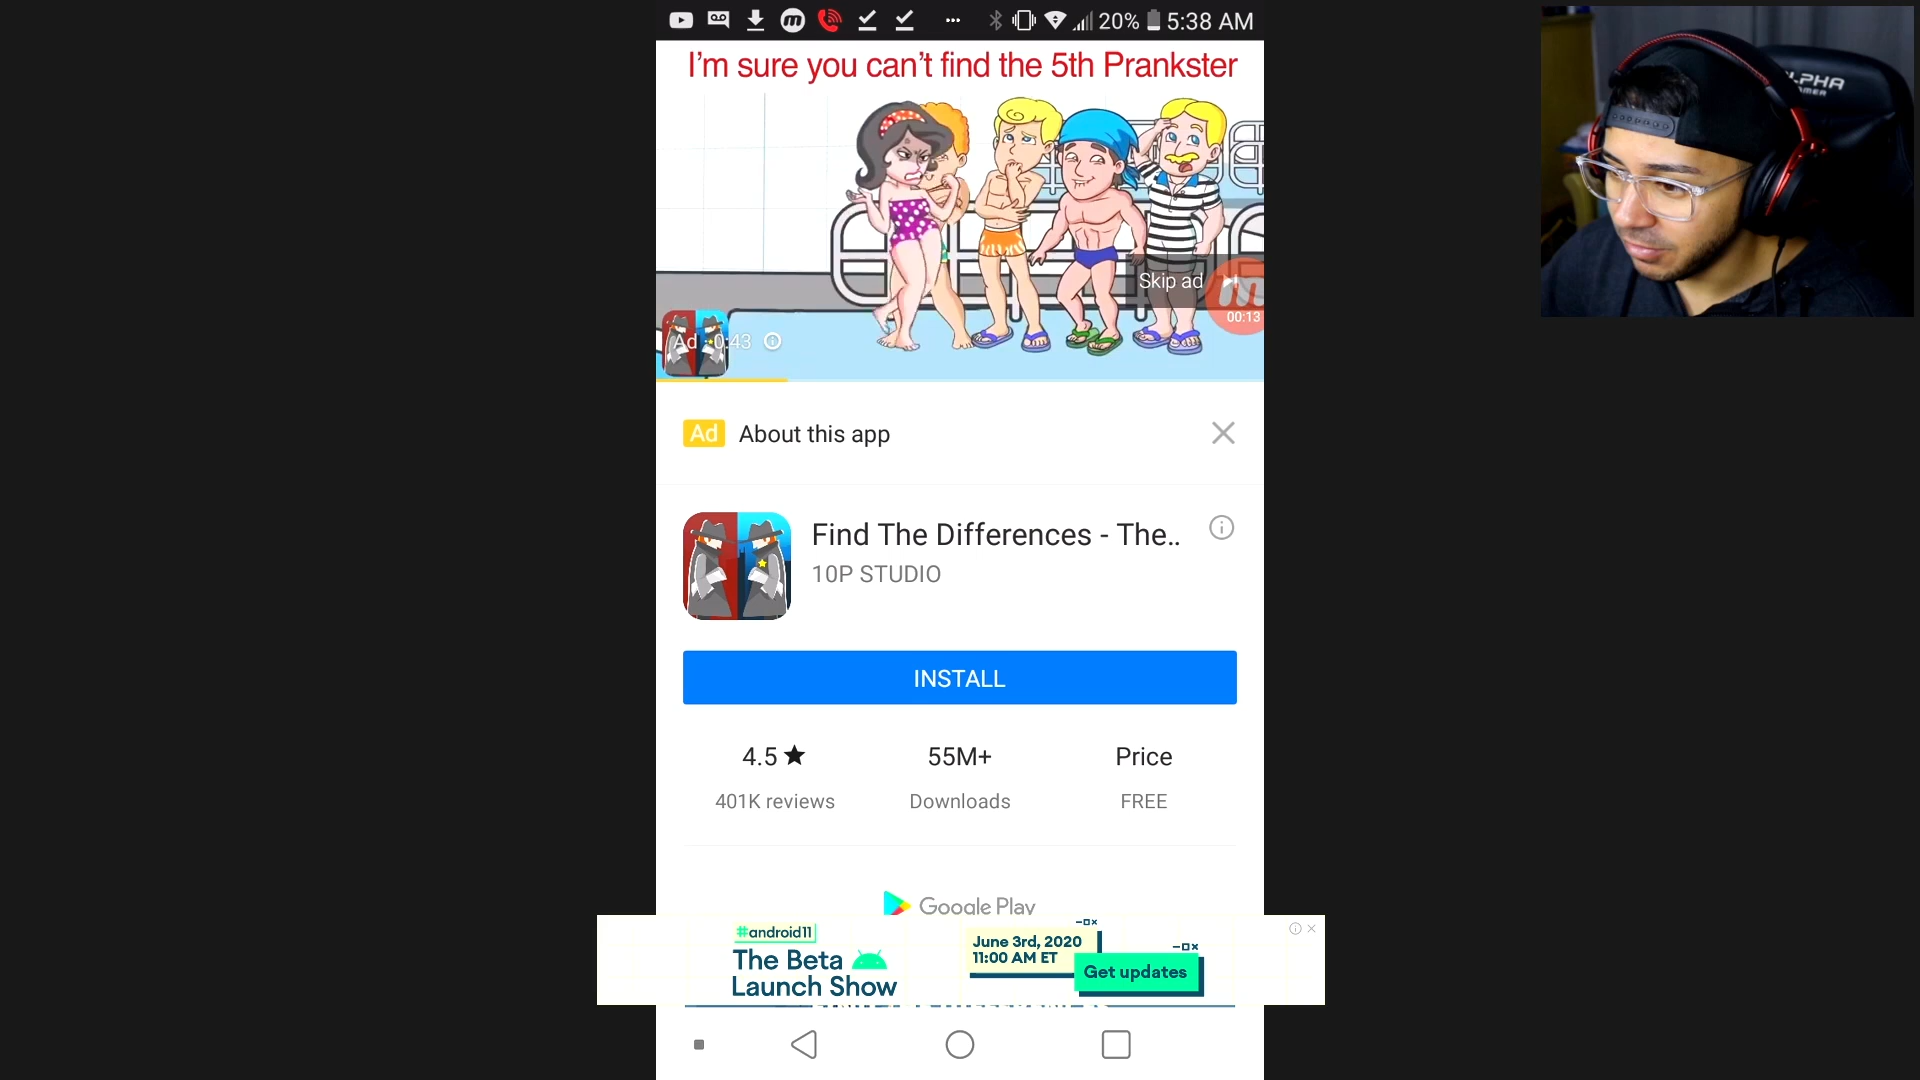 20% 5:38 AM
I'm sure you can't find the 5th Prankster
ALPHA
GAMER
Skip ad
00:13
Ad 0:43
Ad About this app
Find The Differences - The..
10P STUDIO
INSTALL
4.5★ 55M+ Price
401K reviews Downloads FREE
Google Play
#android11
The Beta
Launch Show
June 3rd, 2020
11:00 AM ET
Get updates